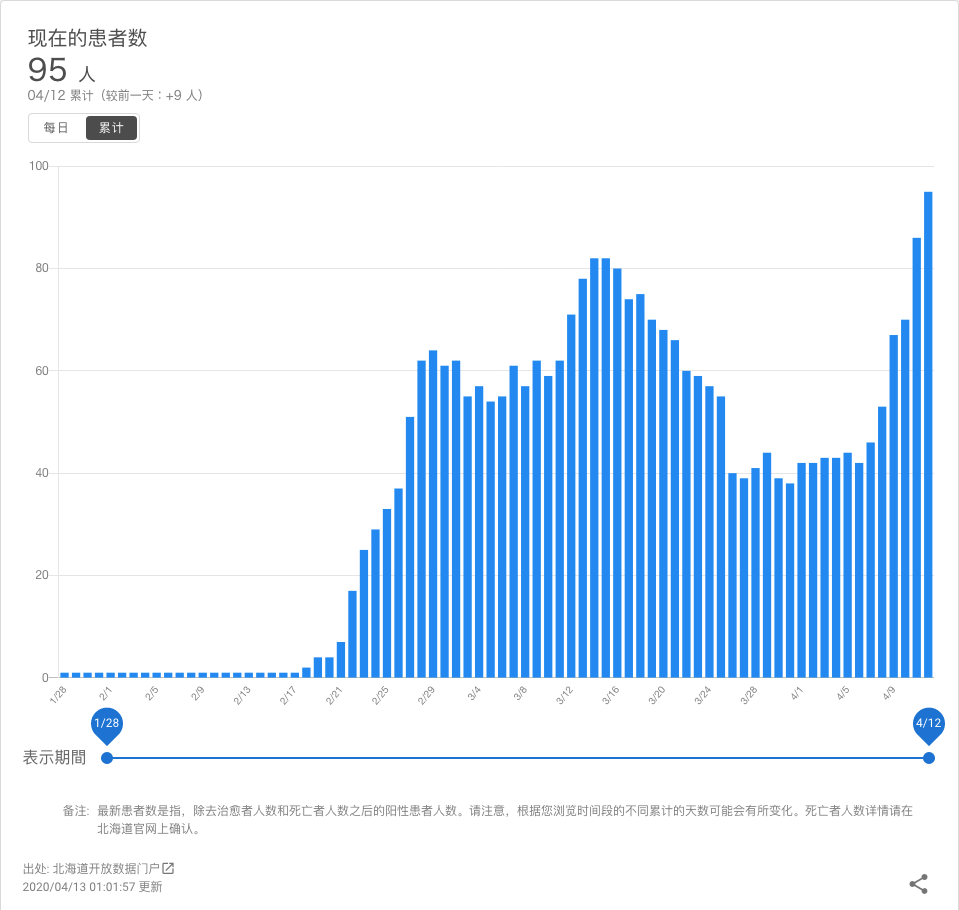 现在的患者数
95 人
04/12 累计（较前一天：+9 人）
每日 累计
100
80
60
40
20
0
1/28 2/1 2/5 2/9 2/13 2/17 2/21 2/25 2/29 3/4 3/8 3/12 3/16 3/20 3/24 3/28 4/1 4/5 4/9
1/28 4/12
表示期間
备注: 最新患者数是指，除去治愈者人数和死亡者人数之后的阳性患者人数。请注意，根据您浏览时间段的不同累计的天数可能会有所变化。死亡者人数详情请在
北海道官网上确认。
出处: 北海道开放数据门户
2020/04/13 01:01:57 更新